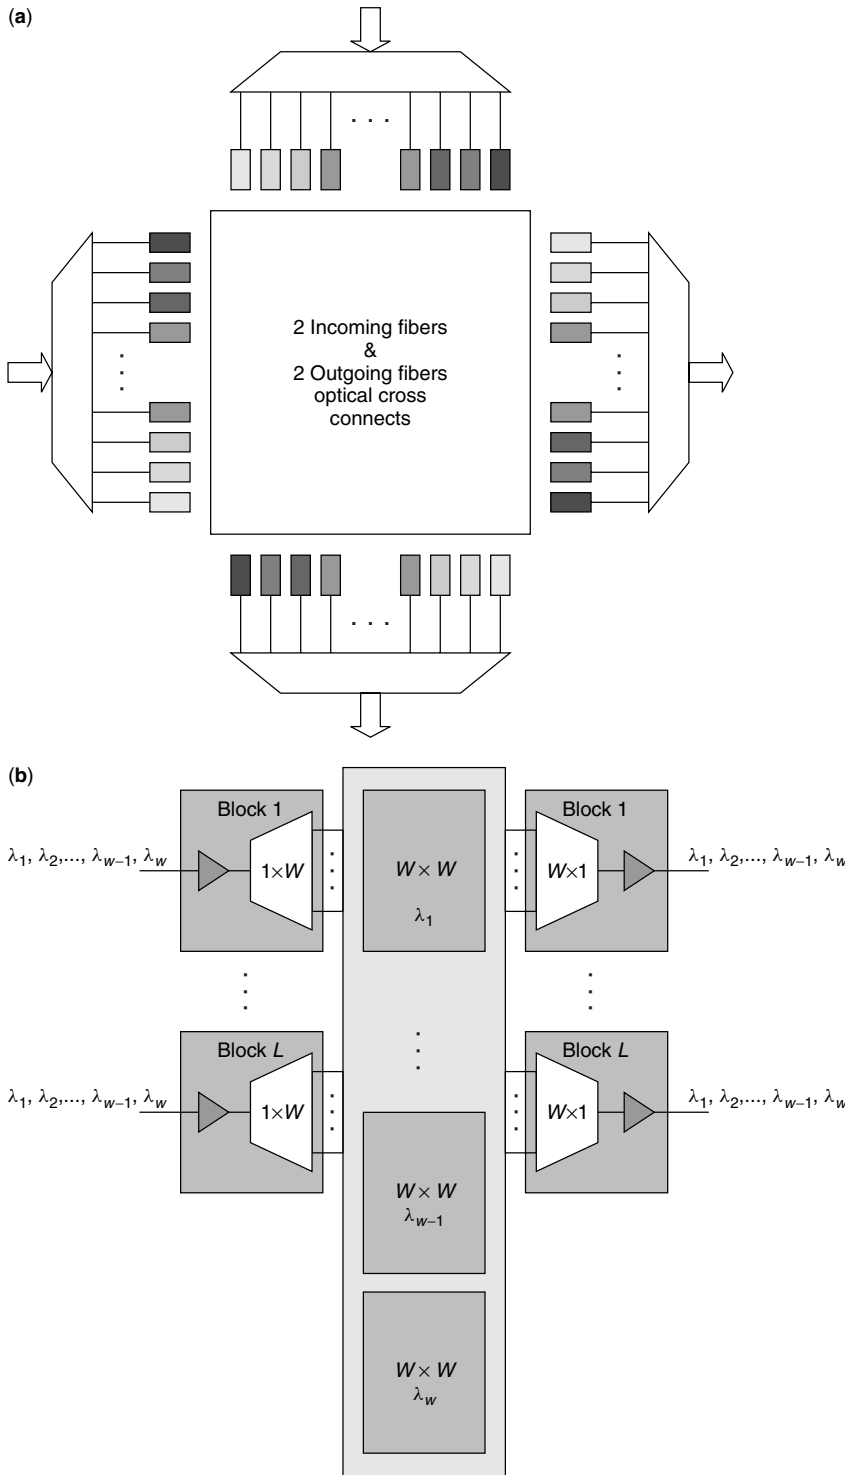 (a)
2 Incoming fibers
&
2 Outgoing fibers
optical cross
connects
(b)
Block 1
Block 1
λ1, λ2,..., λw–1, λw
1×W
W × W
λ1
W×1
λ1, λ2,..., λw–1, λw
Block L
Block L
λ1, λ2,..., λw–1, λw
1×W
W×1
λ1, λ2,..., λw–1, λw
W × W
λw–1
W × W
λw